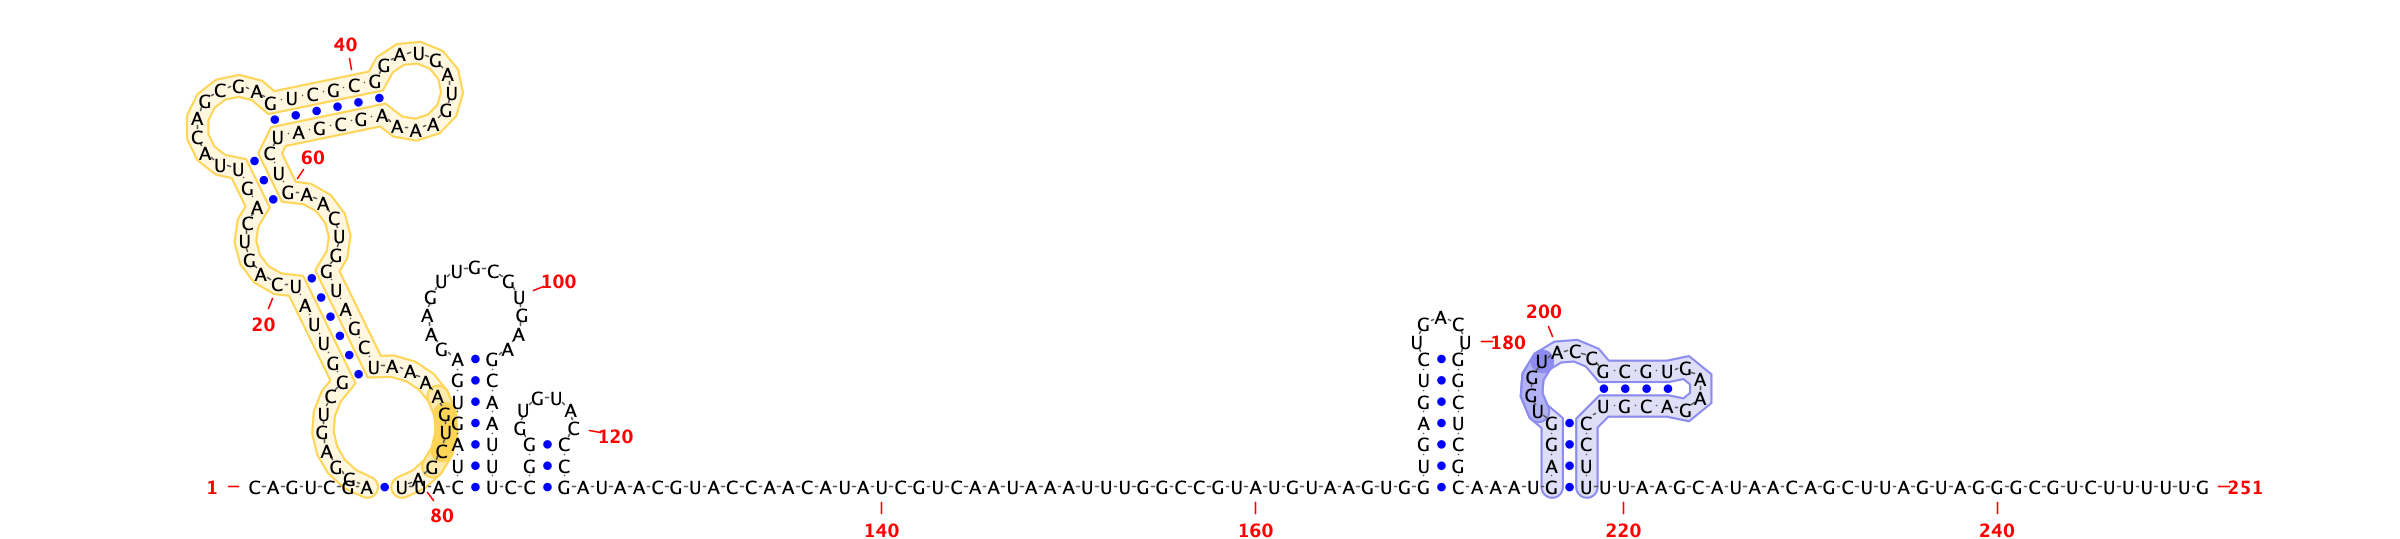 1
C-A-G-U-C-G-A-G-G-A-G-U-C-G-G-U-U-A-U-C
20
A-G-U-C-A-G-U-U-A-C-A-G-C-G-A-G-U-C-G-C
40
G-G-A-U-G-A-U-G-A-A-A-A-G-C-G-A-U-C-U-G
60
A-A-C-U-G-G-U-A-G-C-U-A-A-A-A-G-U-C-G-A
80
U-U-A-C-U-A-G-U-G-A-G-A-A-G-U-U-G-C-G-U
100
G-A-A-G-C-A-A-U-U-U-C-C-G-G-G-U-G-U-A-C
120
C-C-G-A-U-A-A-C-G-U-A-C-C-A-A-C-A-U-A-U
140
C-G-U-C-A-A-U-A-A-A-U-U-U-G-G-C-C-G-U-A
160
U-G-U-A-A-G-U-G-G-U-G-A-G-U-C-U-G-A-C-U
180
G-G-C-U-C-G-C-A-A-A-U-G-A-G-G-U-G-G-U-A
200
C-C-G-C-G-U-G-A-A-G-A-C-G-U-C-C-U-U-U-U
220
A-A-G-C-A-U-A-A-C-A-G-C-U-U-A-G-U-A-G-G
240
G-C-G-U-C-U-U-U-U-G
251